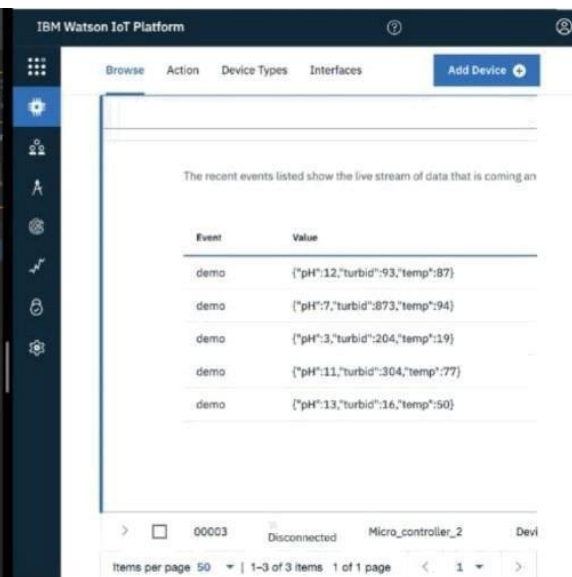 IBM Watson IoT Platform
Browse Action Device Types Interfaces Add Device
The recent events listed show the live stream of data that is coming an
Event Value
demo {"pH":12,"turbid":93,"temp":87}
demo {"pH":7,"turbid":873,"temp":94}
demo {"pH":3,"turbid":204,"temp":19}
demo {"pH":11,"turbid":304,"temp":77}
demo {"pH":13,"turbid":16,"temp":50}
00003 Disconnected Micro_controller_2 Devi
Items per page 50 | 1–3 of 3 items 1 of 1 page 1